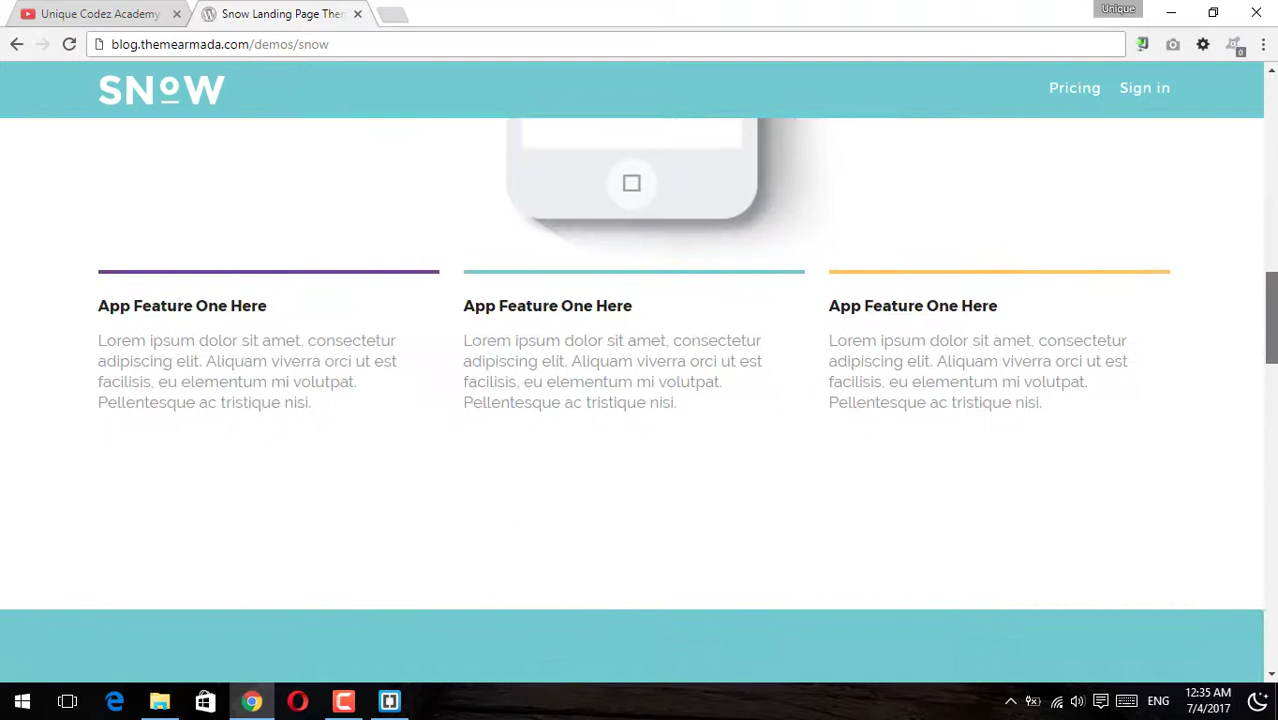 Unique Codez Academy
Snow Landing Page Them
Unique
blog.themearmada.com/demos/snow
0
SNoW
Pricing
Sign in
App Feature One Here
Lorem ipsum dolor sit amet, consectetur
adipiscing elit. Aliquam viverra orci ut est
facilisis, eu elementum mi volutpat.
Pellentesque ac tristique nisi.
App Feature One Here
Lorem ipsum dolor sit amet, consectetur
adipiscing elit. Aliquam viverra orci ut est
facilisis, eu elementum mi volutpat.
Pellentesque ac tristique nisi.
App Feature One Here
Lorem ipsum dolor sit amet, consectetur
adipiscing elit. Aliquam viverra orci ut est
facilisis, eu elementum mi volutpat.
Pellentesque ac tristique nisi.
ENG
12:35 AM
7/4/2017